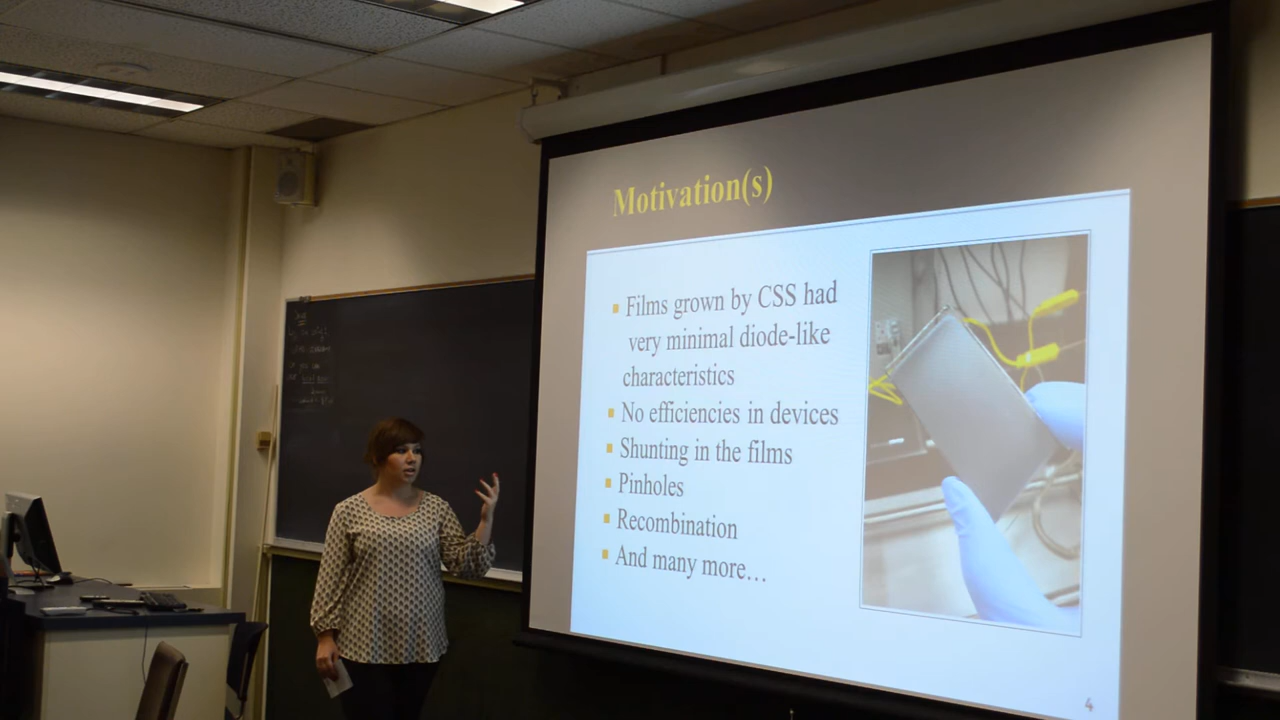 Motivation(s)
Films grown by CSS had
very minimal diode-like
characteristics
No efficiencies in devices
Shunting in the films
Pinholes
Recombination
And many more…
4